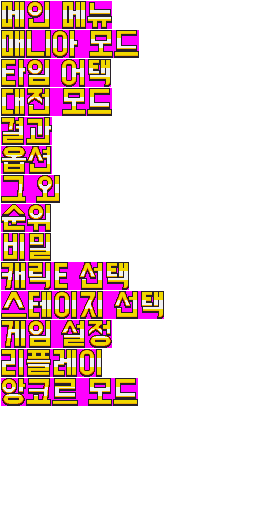 메인 메뉴
매니아 모드
타임 어택
대전 모드
결과
옵션
그 외
순위
비밀
캐릭터 선택
스테이지 선택
게임 설정
리플레이
앙코르 모드